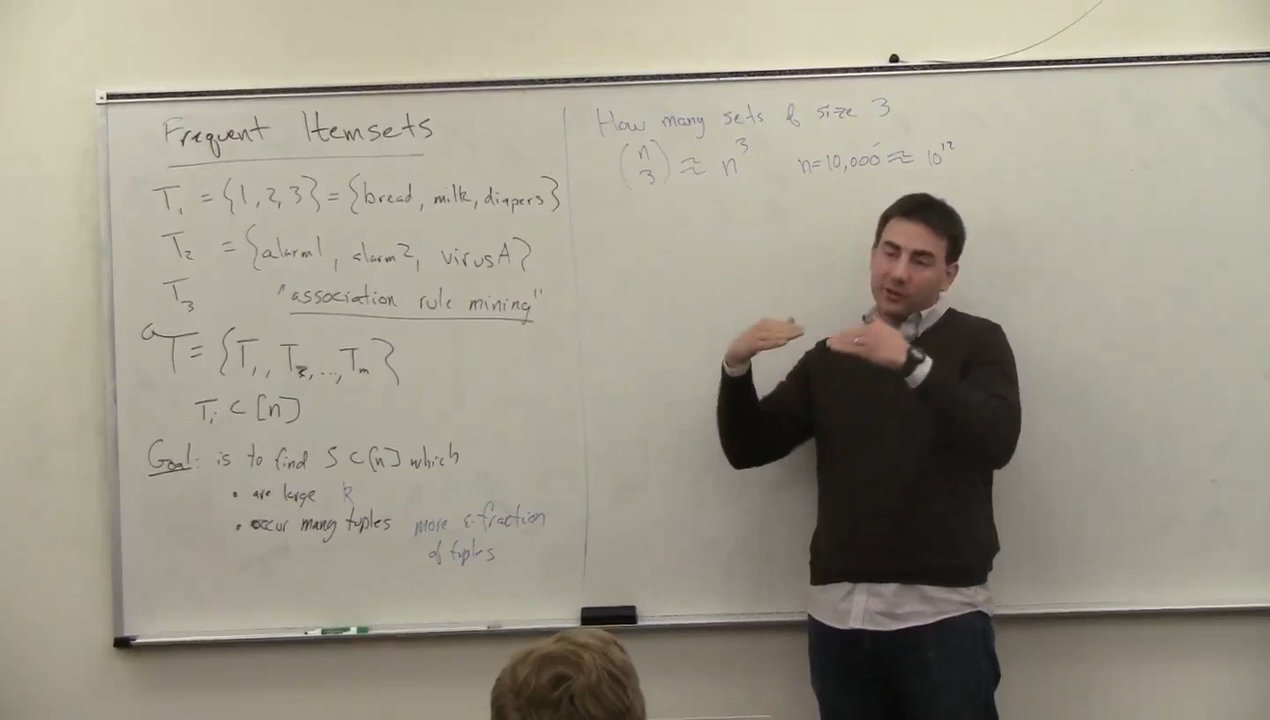 Frequent Itemsets
T₁ = {1, 2, 3} = {bread, milk, diapers}
T₂ = {alarm1, alarm2, virusA}
T₃ "association rule mining"
T = {T₁, T₂, ..., Tₘ}
Tᵢ ⊂ [n]
Goal: is to find S ⊂ [n] which
• are large k
• occur many tuples more ε-fraction
of tuples
How many sets of size 3
(n 3) ≈ n³ n=10,000 ≈ 10¹²